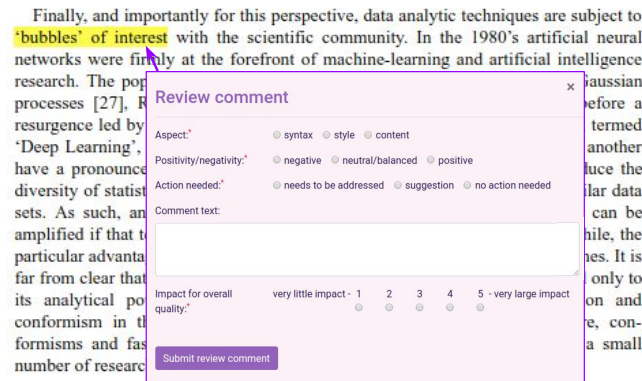 Finally, and importantly for this perspective, data analytic techniques are subject to
‘bubbles’ of interest with the scientific community. In the 1980’s artificial neural
networks were firmly at the forefront of machine-learning and artificial intelligence
research. The pop
processes [27], R
resurgence led by
‘Deep Learning’,
have a pronounce
diversity of statist
sets. As such, an
amplified if that t
particular advanta
far from clear that
its analytical po
conformism in t
formisms and fas
number of researc
Gaussian
before a
termed
another
duce the
ilar data
can be
hile, the
nes. It is
only to
on and
re, con-
a small
Review comment
×
Aspect:* syntax style content
Positivity/negativity:* negative neutral/balanced positive
Action needed:* needs to be addressed suggestion no action needed
Comment text:
Impact for overall very little impact - 1 2 3 4 5 - very large impact
quality:*
Submit review comment